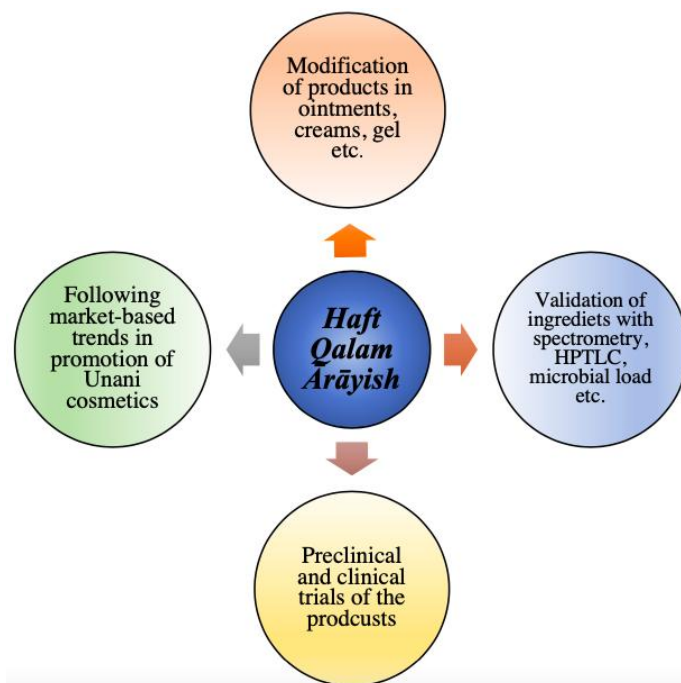 Modification
of products in
ointments,
creams, gel
etc.
Following
market-based
trends in
promotion of
Unani
cosmetics
Haft
Qalam
Ārāyish
Validation of
ingrediets with
spectrometry,
HPTLC,
microbial load
etc.
Preclinical
and clinical
trials of the
prodcusts